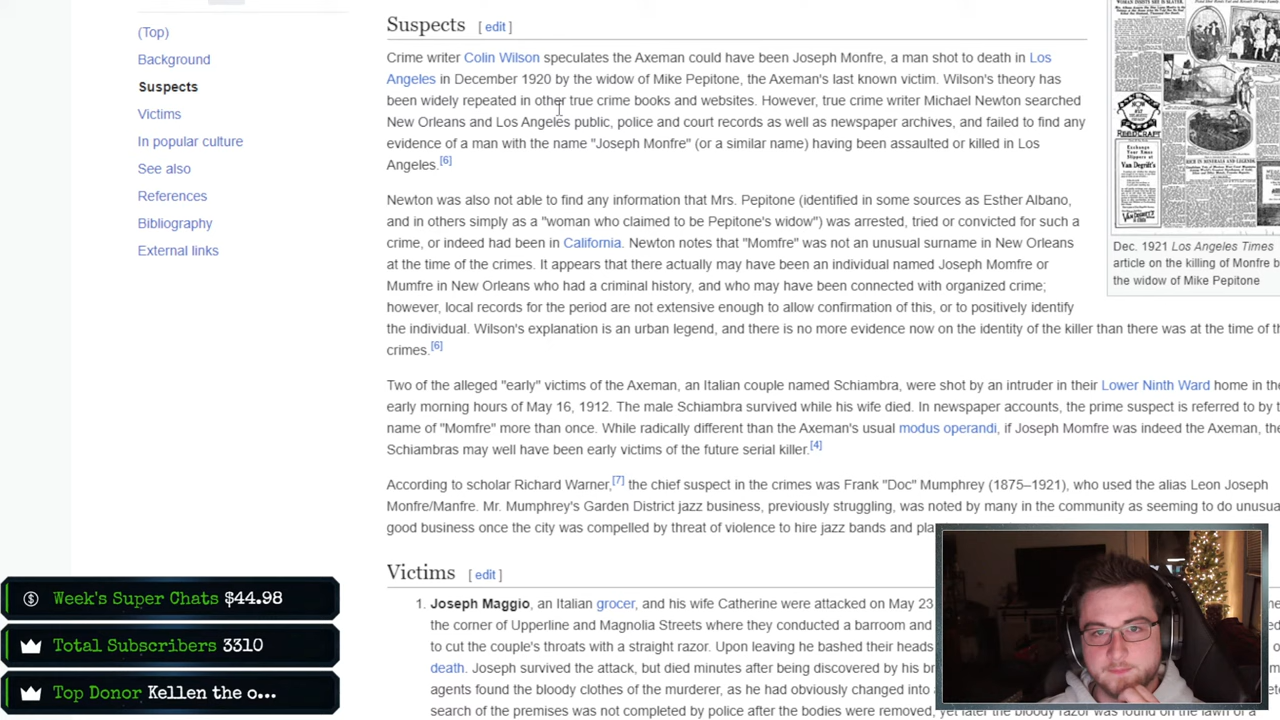 (Top)
Background
Suspects
Victims
In popular culture
See also
References
Bibliography
External links
Suspects [ edit ]
Crime writer Colin Wilson speculates the Axeman could have been Joseph Monfre, a man shot to death in Los
Angeles in December 1920 by the widow of Mike Pepitone, the Axeman's last known victim. Wilson's theory has
been widely repeated in other true crime books and websites. However, true crime writer Michael Newton searched
New Orleans and Los Angeles public, police and court records as well as newspaper archives, and failed to find any
evidence of a man with the name "Joseph Monfre" (or a similar name) having been assaulted or killed in Los
Angeles.[6]
Newton was also not able to find any information that Mrs. Pepitone (identified in some sources as Esther Albano,
and in others simply as a "woman who claimed to be Pepitone's widow") was arrested, tried or convicted for such a
crime, or indeed had been in California. Newton notes that "Momfre" was not an unusual surname in New Orleans
at the time of the crimes. It appears that there actually may have been an individual named Joseph Momfre or
Mumfre in New Orleans who had a criminal history, and who may have been connected with organized crime;
however, local records for the period are not extensive enough to allow confirmation of this, or to positively identify
the individual. Wilson's explanation is an urban legend, and there is no more evidence now on the identity of the killer than there was at the time of th
crimes.[6]
Two of the alleged "early" victims of the Axeman, an Italian couple named Schiambra, were shot by an intruder in their Lower Ninth Ward home in the
early morning hours of May 16, 1912. The male Schiambra survived while his wife died. In newspaper accounts, the prime suspect is referred to by t
name of "Momfre" more than once. While radically different than the Axeman's usual modus operandi, if Joseph Momfre was indeed the Axeman, the
Schiambras may well have been early victims of the future serial killer.[4]
According to scholar Richard Warner,[7] the chief suspect in the crimes was Frank "Doc" Mumphrey (1875–1921), who used the alias Leon Joseph
Monfre/Manfre. Mr. Mumphrey's Garden District jazz business, previously struggling, was noted by many in the community as seeming to do unusua
good business once the city was compelled by threat of violence to hire jazz bands and pla
Dec. 1921 Los Angeles Times
article on the killing of Monfre b
the widow of Mike Pepitone
Victims [ edit ]
1. Joseph Maggio, an Italian grocer, and his wife Catherine were attacked on May 23
the corner of Upperline and Magnolia Streets where they conducted a barroom and
to cut the couple's throats with a straight razor. Upon leaving he bashed their heads
death. Joseph survived the attack, but died minutes after being discovered by his br
agents found the bloody clothes of the murderer, as he had obviously changed into
rch of the premises was not completed by police after the bodies were removed, yet later the bloody razor was found on the lawn of a
Week's Super Chats $44.98
Total Subscribers 3310
Top Donor Kellen the o...